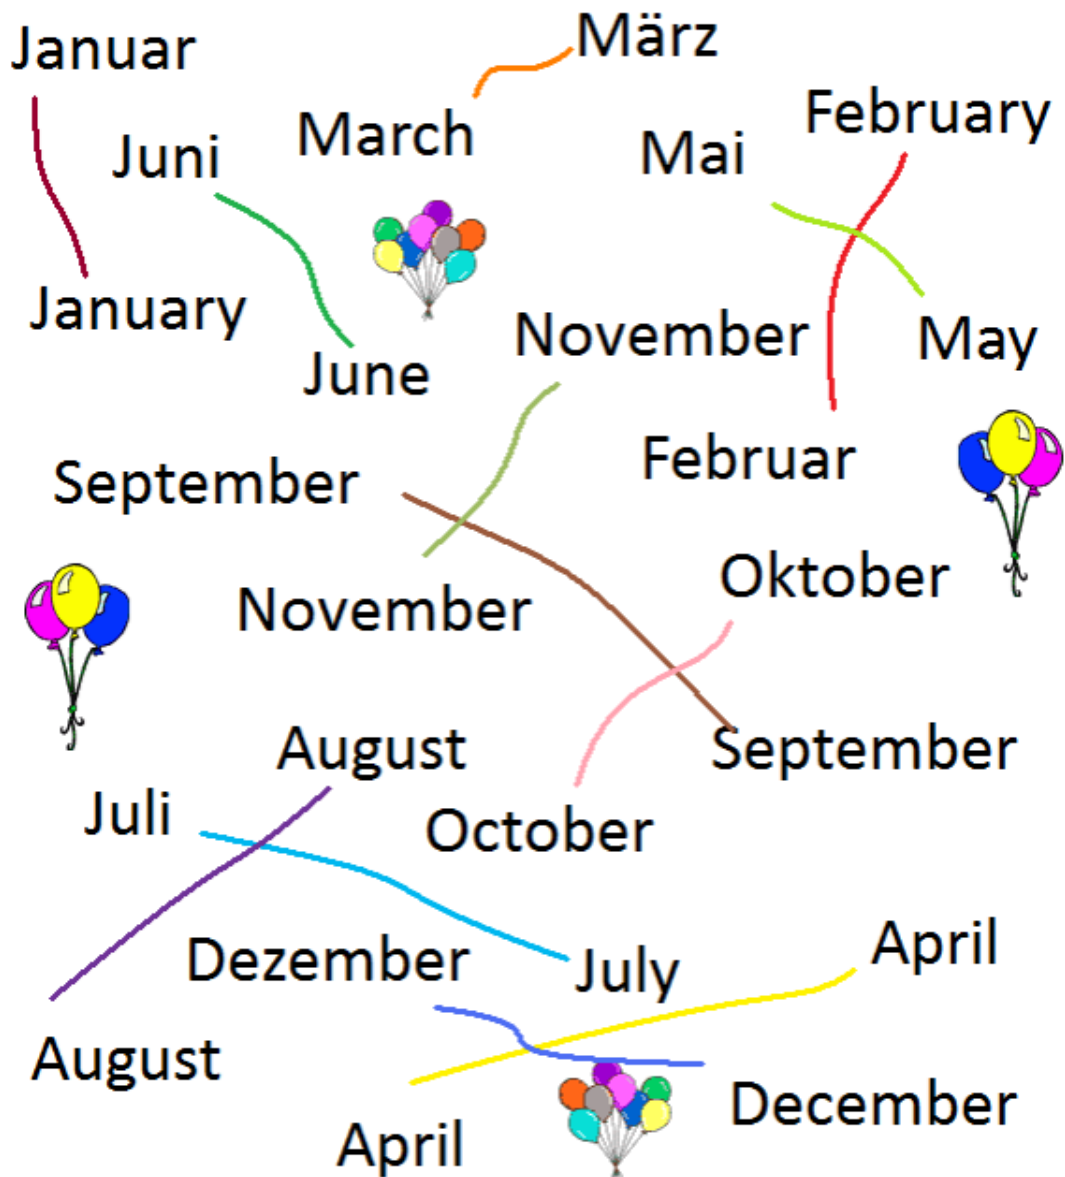 Januar
März
February
March
Mai
Juni
January
November
May
June
Februar
September
Oktober
November
August
September
Juli
October
April
Dezember
July
August
December
April